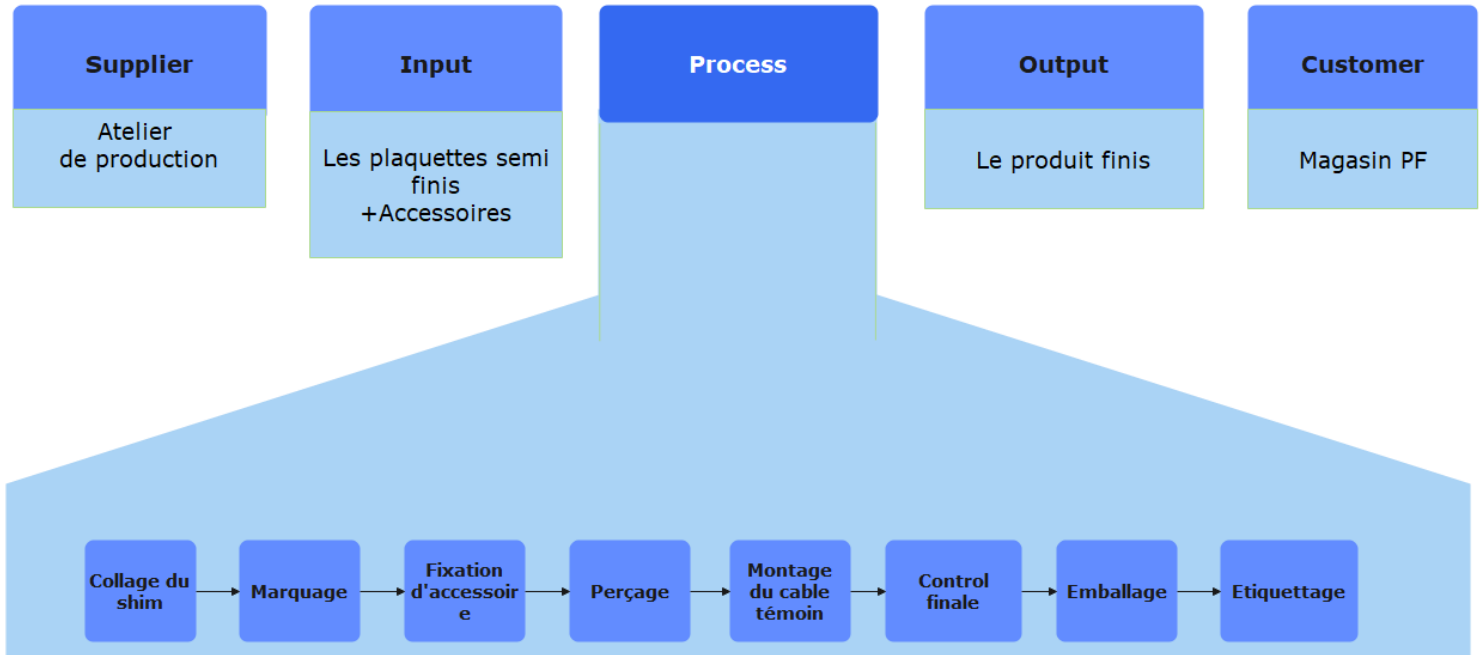 Supplier
Input
Process
Output
Customer
Atelier
de production
Les plaquettes semi
finis
+Accessoires
Le produit finis
Magasin PF
Collage du
shim
Marquage
Fixation
d'accessoir
e
Perçage
Montage
du cable
témoin
Control
finale
Emballage
Etiquettage